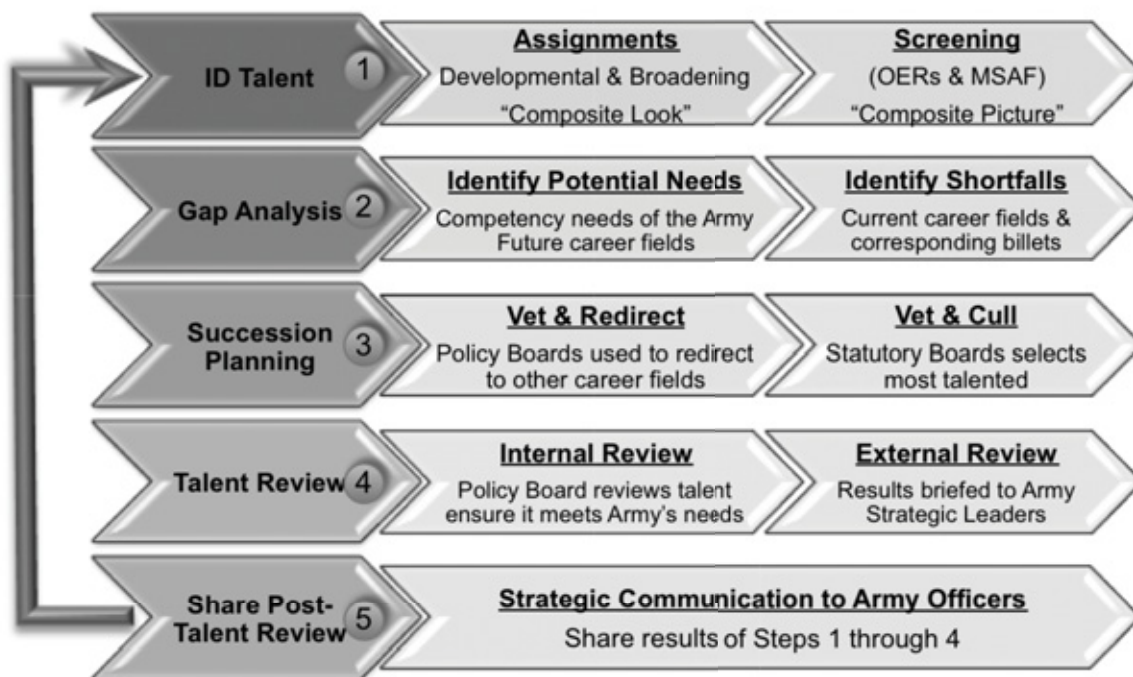 ID Talent
1
Assignments
Developmental & Broadening
“Composite Look”
Screening
(OERs & MSAF)
“Composite Picture”
Gap Analysis
2
Identify Potential Needs
Competency needs of the Army
Future career fields
Identify Shortfalls
Current career fields &
corresponding billets
Succession
Planning
3
Vet & Redirect
Policy Boards used to redirect
to other career fields
Vet & Cull
Statutory Boards selects
most talented
Talent Review
4
Internal Review
Policy Board reviews talent
ensure it meets Army’s needs
External Review
Results briefed to Army
Strategic Leaders
Share Post-
Talent Review
5
Strategic Communication to Army Officers
Share results of Steps 1 through 4